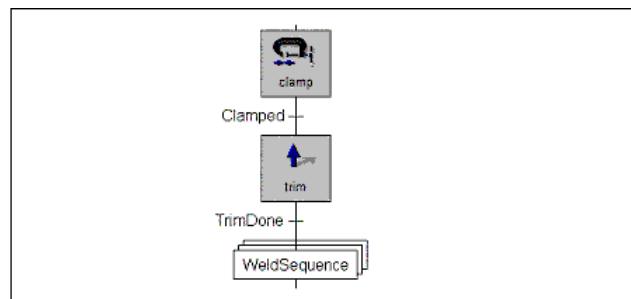 clamp
Clamped
trim
TrimDone
WeldSequence